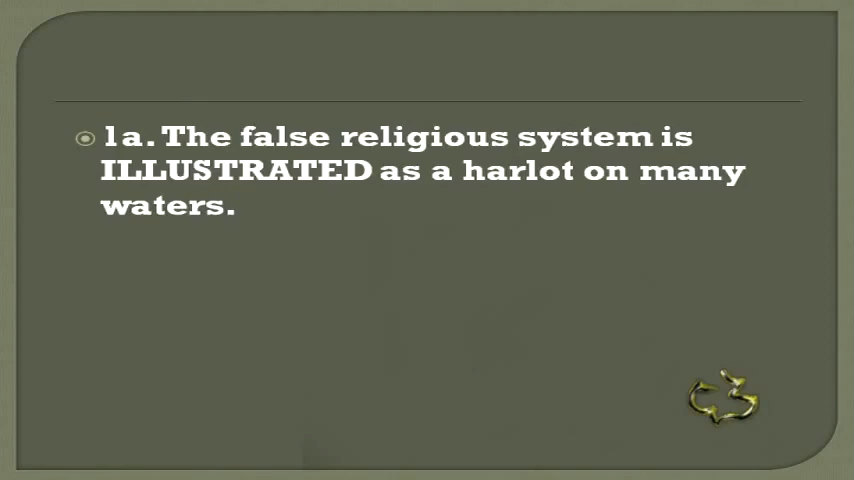 1a. The false religious system is
ILLUSTRATED as a harlot on many
waters.